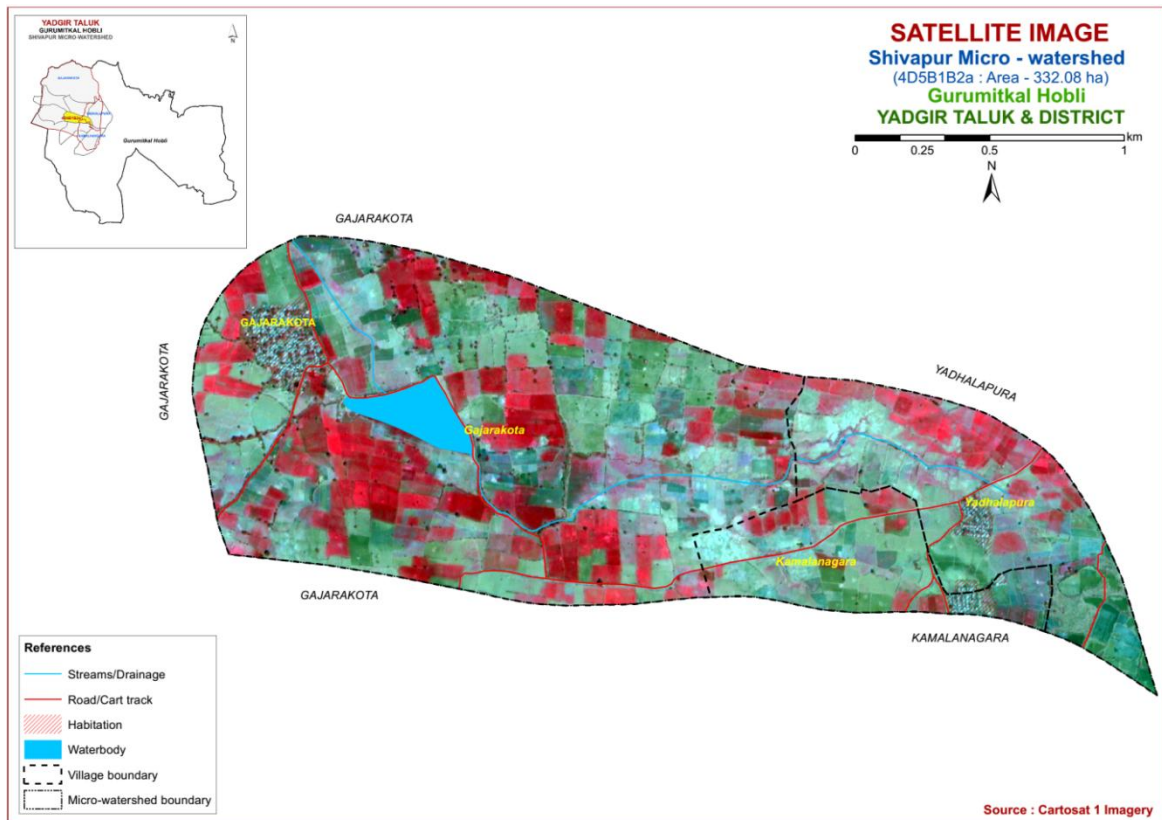 YADGIR TALUK
GURUMITKAL HOBLI
SHIVAPUR MICRO-WATERSHED
N
GAJARAKOTA
Gurumitkal Hobli
SATELLITE IMAGE
Shivapur Micro - watershed
(4D5B1B2a : Area - 332.08 ha)
Gurumitkal Hobli
YADGIR TALUK & DISTRICT
km
0 0.25 0.5 1
N
GAJARAKOTA
GAJARAKOTA
GAJARAKOTA
YADHALAPURA
Gajarakota
Yadhalapura
Kamalanagara
GAJARAKOTA
KAMALANAGARA
References
Streams/Drainage
Road/Cart track
Habitation
Waterbody
Village boundary
Micro-watershed boundary
Source : Cartosat 1 Imagery